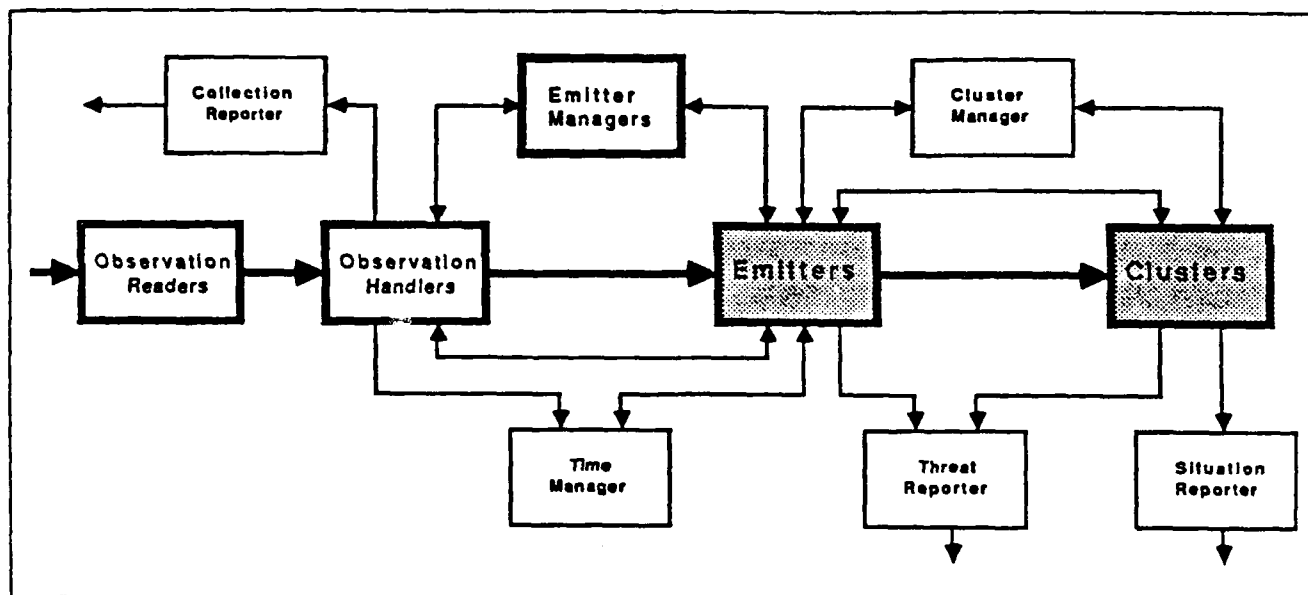 Collection
Reporter
Emitter
Managers
Cluster
Manager
Observation
Readers
Observation
Handlers
Emitters
Clusters
Time
Manager
Threat
Reporter
Situation
Reporter